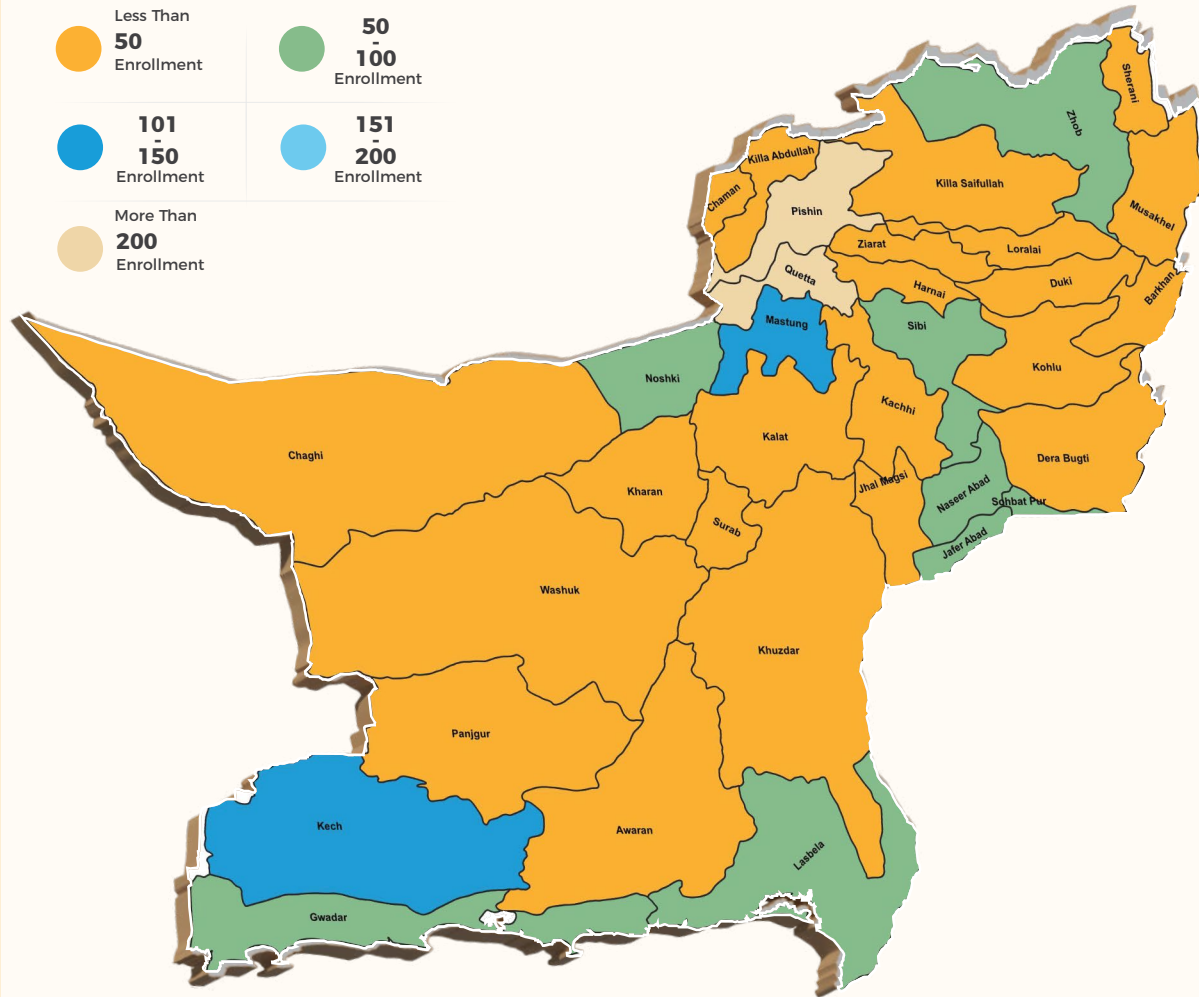 Less Than
50
Enrollment
50
-
100
Enrollment
101
-
150
Enrollment
151
-
200
Enrollment
More Than
200
Enrollment
Sherani
Zhob
Killa Abdullah
Killa Saifullah
Chaman
Pishin
Musakhel
Ziarat
Loralai
Quetta
Harnai
Duki
Barkhan
Mastung
Sibi
Noshki
Kohlu
Kachhi
Kalat
Chaghi
Dera Bugti
Jhal Magsi
Kharan
Naseer Abad
Sohbat Pur
Surab
Jafer Abad
Washuk
Khuzdar
Panjgur
Kech
Awaran
Lasbela
Gwadar